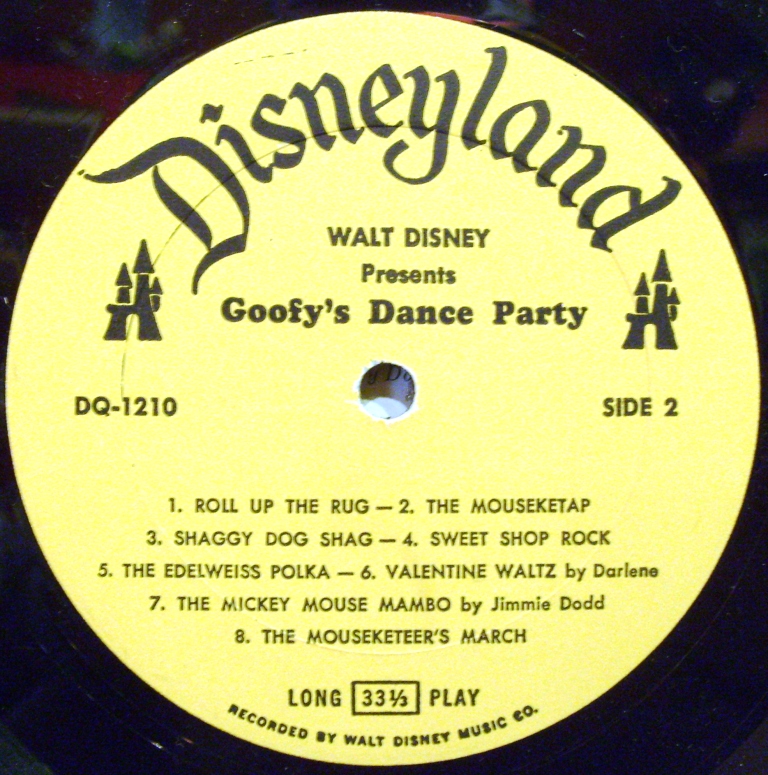 Disneyland
WALT DISNEY
Presents
Goofy's Dance Party
DQ-1210
SIDE 2
1. ROLL UP THE RUG — 2. THE MOUSEKETAP
3. SHAGGY DOG SHAG — 4. SWEET SHOP ROCK
5. THE EDELWEISS POLKA — 6. VALENTINE WALTZ by Darlene
7. THE MICKEY MOUSE MAMBO by Jimmie Dodd
8. THE MOUSEKETEER'S MARCH
LONG 33⅓ PLAY
RECORDED BY WALT DISNEY MUSIC CO.